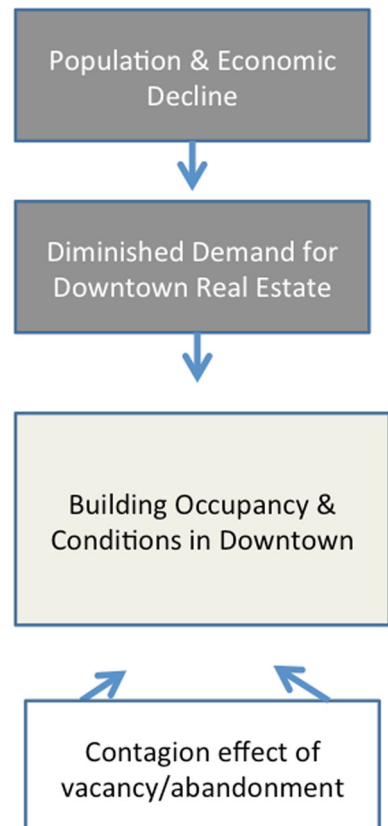 Population & Economic
Decline
Diminished Demand for
Downtown Real Estate
Building Occupancy &
Conditions in Downtown
Contagion effect of
vacancy/abandonment